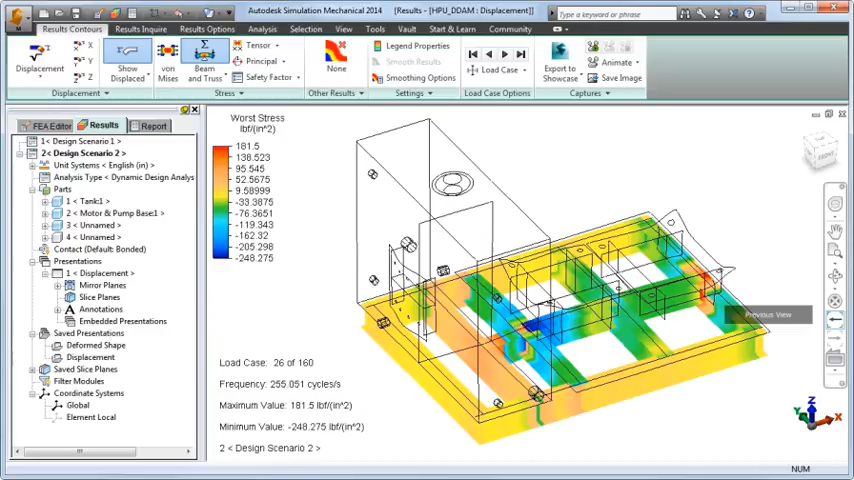 Autodesk Simulation Mechanical 2014 [Results - [HPU_DDAM : Displacement]]
Type a keyword or phrase
Results Contours Results Inquire Results Options Analysis Selection View Tools Vault Start & Learn Community
Displacement
X
Y
Z
Show Displaced
von Mises
Beam and Truss
Tensor
Principal
Safety Factor
None
Legend Properties
Smooth Results
Smoothing Options
Load Case
Export to Showcase
Animate
Save Image
Displacement Stress Other Results Settings Load Case Options Captures
FEA Editor Results Report
1< Design Scenario 1 >
2< Design Scenario 2 >
Unit Systems < English (in) >
Analysis Type < Dynamic Design Analys
Parts
1 < Tank:1 >
2 < Motor & Pump Base:1 >
3 < Unnamed >
4 < Unnamed >
Contact (Default: Bonded)
Presentations
1 < Displacement >
Mirror Planes
Slice Planes
Annotations
Embedded Presentations
Saved Presentations
Deformed Shape
Displacement
Saved Slice Planes
Filter Modules
Coordinate Systems
Global
Element Local
Worst Stress
lbf/(in^2)
181.5
138.523
95.545
52.5675
9.58999
-33.3875
-76.3651
-119.343
-162.32
-205.298
-248.275
Previous View
Load Case: 26 of 160
Frequency: 255.051 cycles/s
Maximum Value: 181.5 lbf/(in^2)
Minimum Value: -248.275 lbf/(in^2)
2 < Design Scenario 2 >
Z
Y
X
NUM